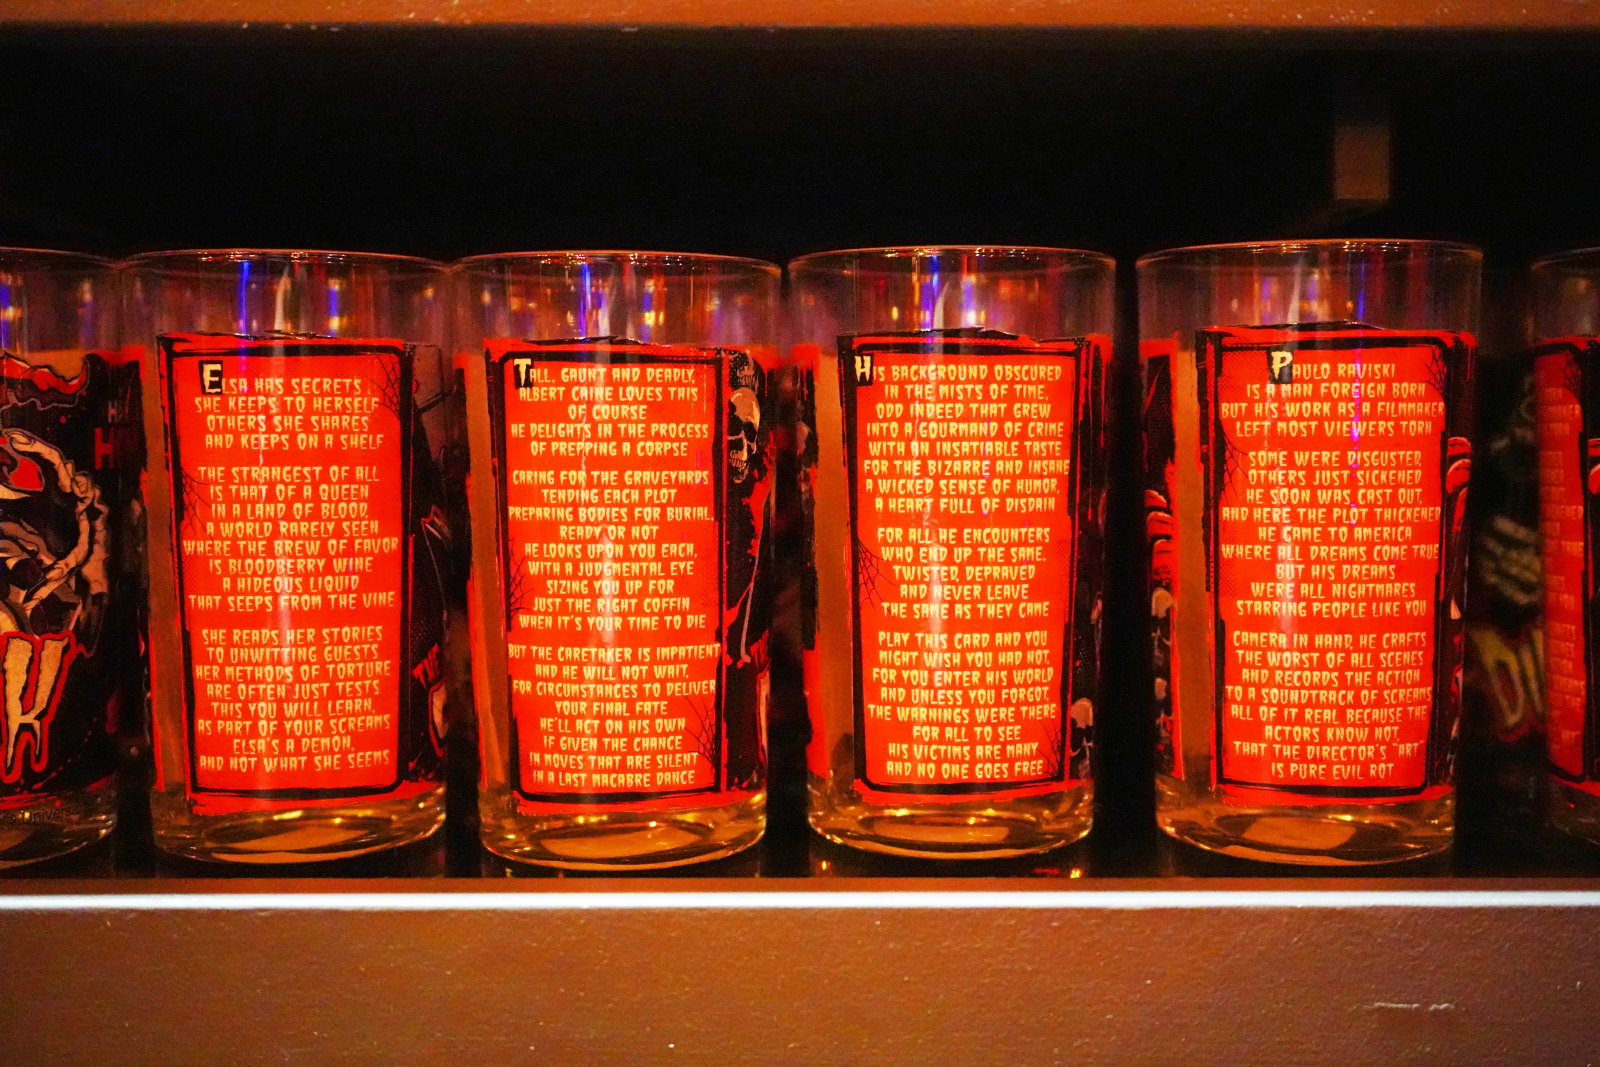 Elsa has secrets
She keeps to herself
Others she shares
and keeps on a shelf
The strangest of all
is that of a queen
in a land of blood,
a world rarely seen
where the brew of favor
is bloodberry wine
a hideous liquid
that seeps from the vine
She reads her stories
to unwitting guests
Her methods of torture
are often just tests
This you will learn,
as part of your screams
Elsa's a demon,
and not what she seems
Tall, gaunt and deadly,
Albert Caine loves this
of course
He delights in the process
of prepping a corpse
Caring for the graveyards
tending each plot
Preparing bodies for burial,
ready or not
He looks upon you each,
with a judgmental eye
sizing you up for
just the right coffin
when it's your time to die
But the caretaker is impatient
and he will not wait,
for circumstances to deliver
your final fate
He'll act on his own
if given the chance
in moves that are silent
in a last macabre dance
His background obscured
in the mists of time,
Odd indeed that grew
into a gourmand of crime
With an insatiable taste
for the bizarre and insane
A wicked sense of humor,
a heart full of disdain
For all he encounters
who end up the same,
twisted, depraved
and never leave
the same as they came
Play this card and you
might wish you had not,
For you enter his world
and unless you forgot,
The warnings were there
for all to see
His victims are many
and no one goes free
Paulo Raviski
is a man foreign born
But his work as a filmmaker
left most viewers torn
Some were disgusted,
others just sickened
He soon was cast out,
and here the plot thickened
He came to America
where all dreams come true
But his dreams
were all nightmares
starring people like you
Camera in hand, he crafts
the worst of all scenes
and records the action
to a soundtrack of screams
All of it real because the
actors know not,
that the director's "art"
is pure evil rot